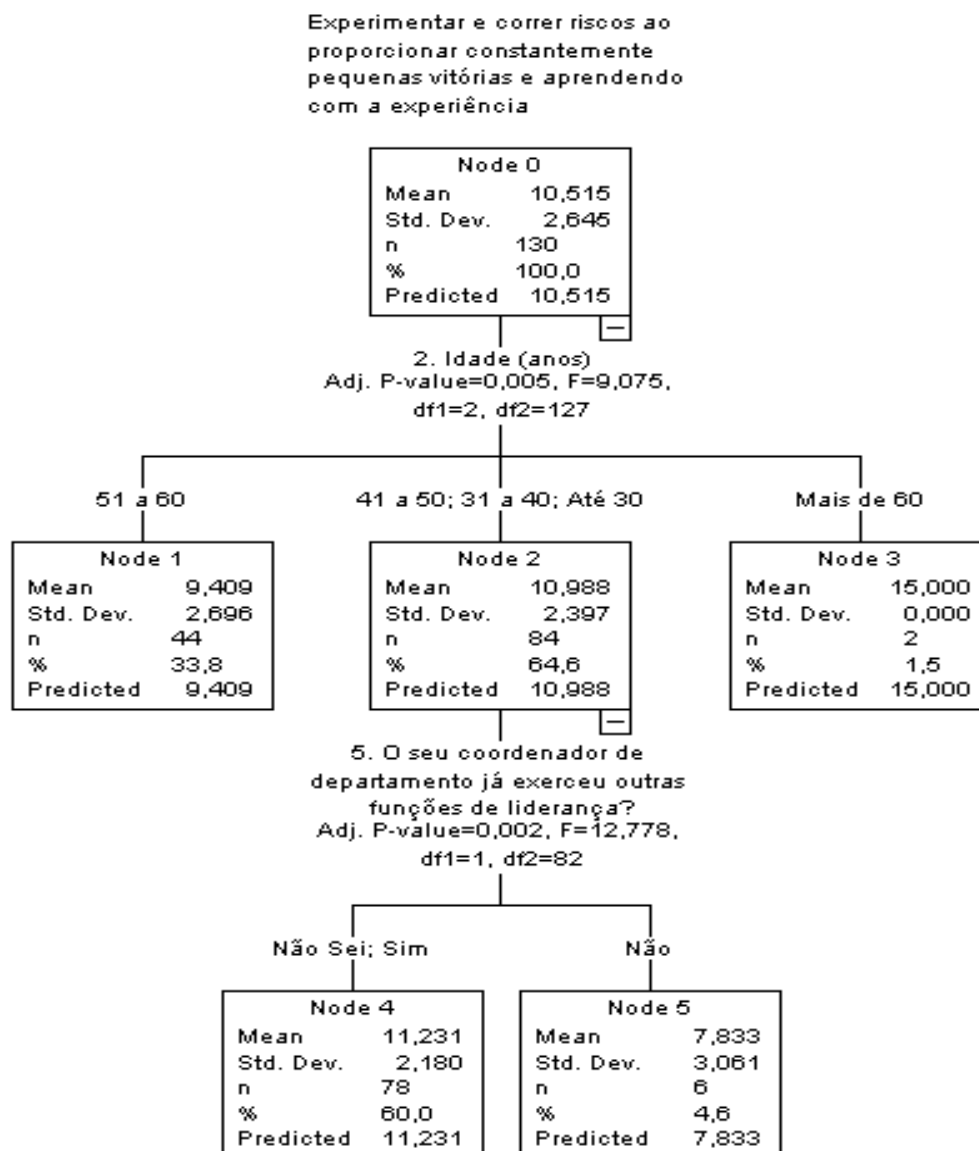 Experimentar e correr riscos ao
proporcionar constantemente
pequenas vitórias e aprendendo
com a experiência
Node 0
Mean 10,515
Std. Dev. 2,645
n 130
% 100,0
Predicted 10,515
2. Idade (anos)
Adj. P-value=0,005, F=9,075,
df1=2, df2=127
51 a 60
41 a 50; 31 a 40; Até 30
Mais de 60
Node 1
Mean 9,409
Std. Dev. 2,696
n 44
% 33,8
Predicted 9,409
Node 2
Mean 10,988
Std. Dev. 2,397
n 84
% 64,6
Predicted 10,988
Node 3
Mean 15,000
Std. Dev. 0,000
n 2
% 1,5
Predicted 15,000
5. O seu coordenador de
departamento já exerceu outras
funções de liderança?
Adj. P-value=0,002, F=12,778,
df1=1, df2=82
Não Sei; Sim
Não
Node 4
Mean 11,231
Std. Dev. 2,180
n 78
% 60,0
Predicted 11,231
Node 5
Mean 7,833
Std. Dev. 3,061
n 6
% 4,6
Predicted 7,833